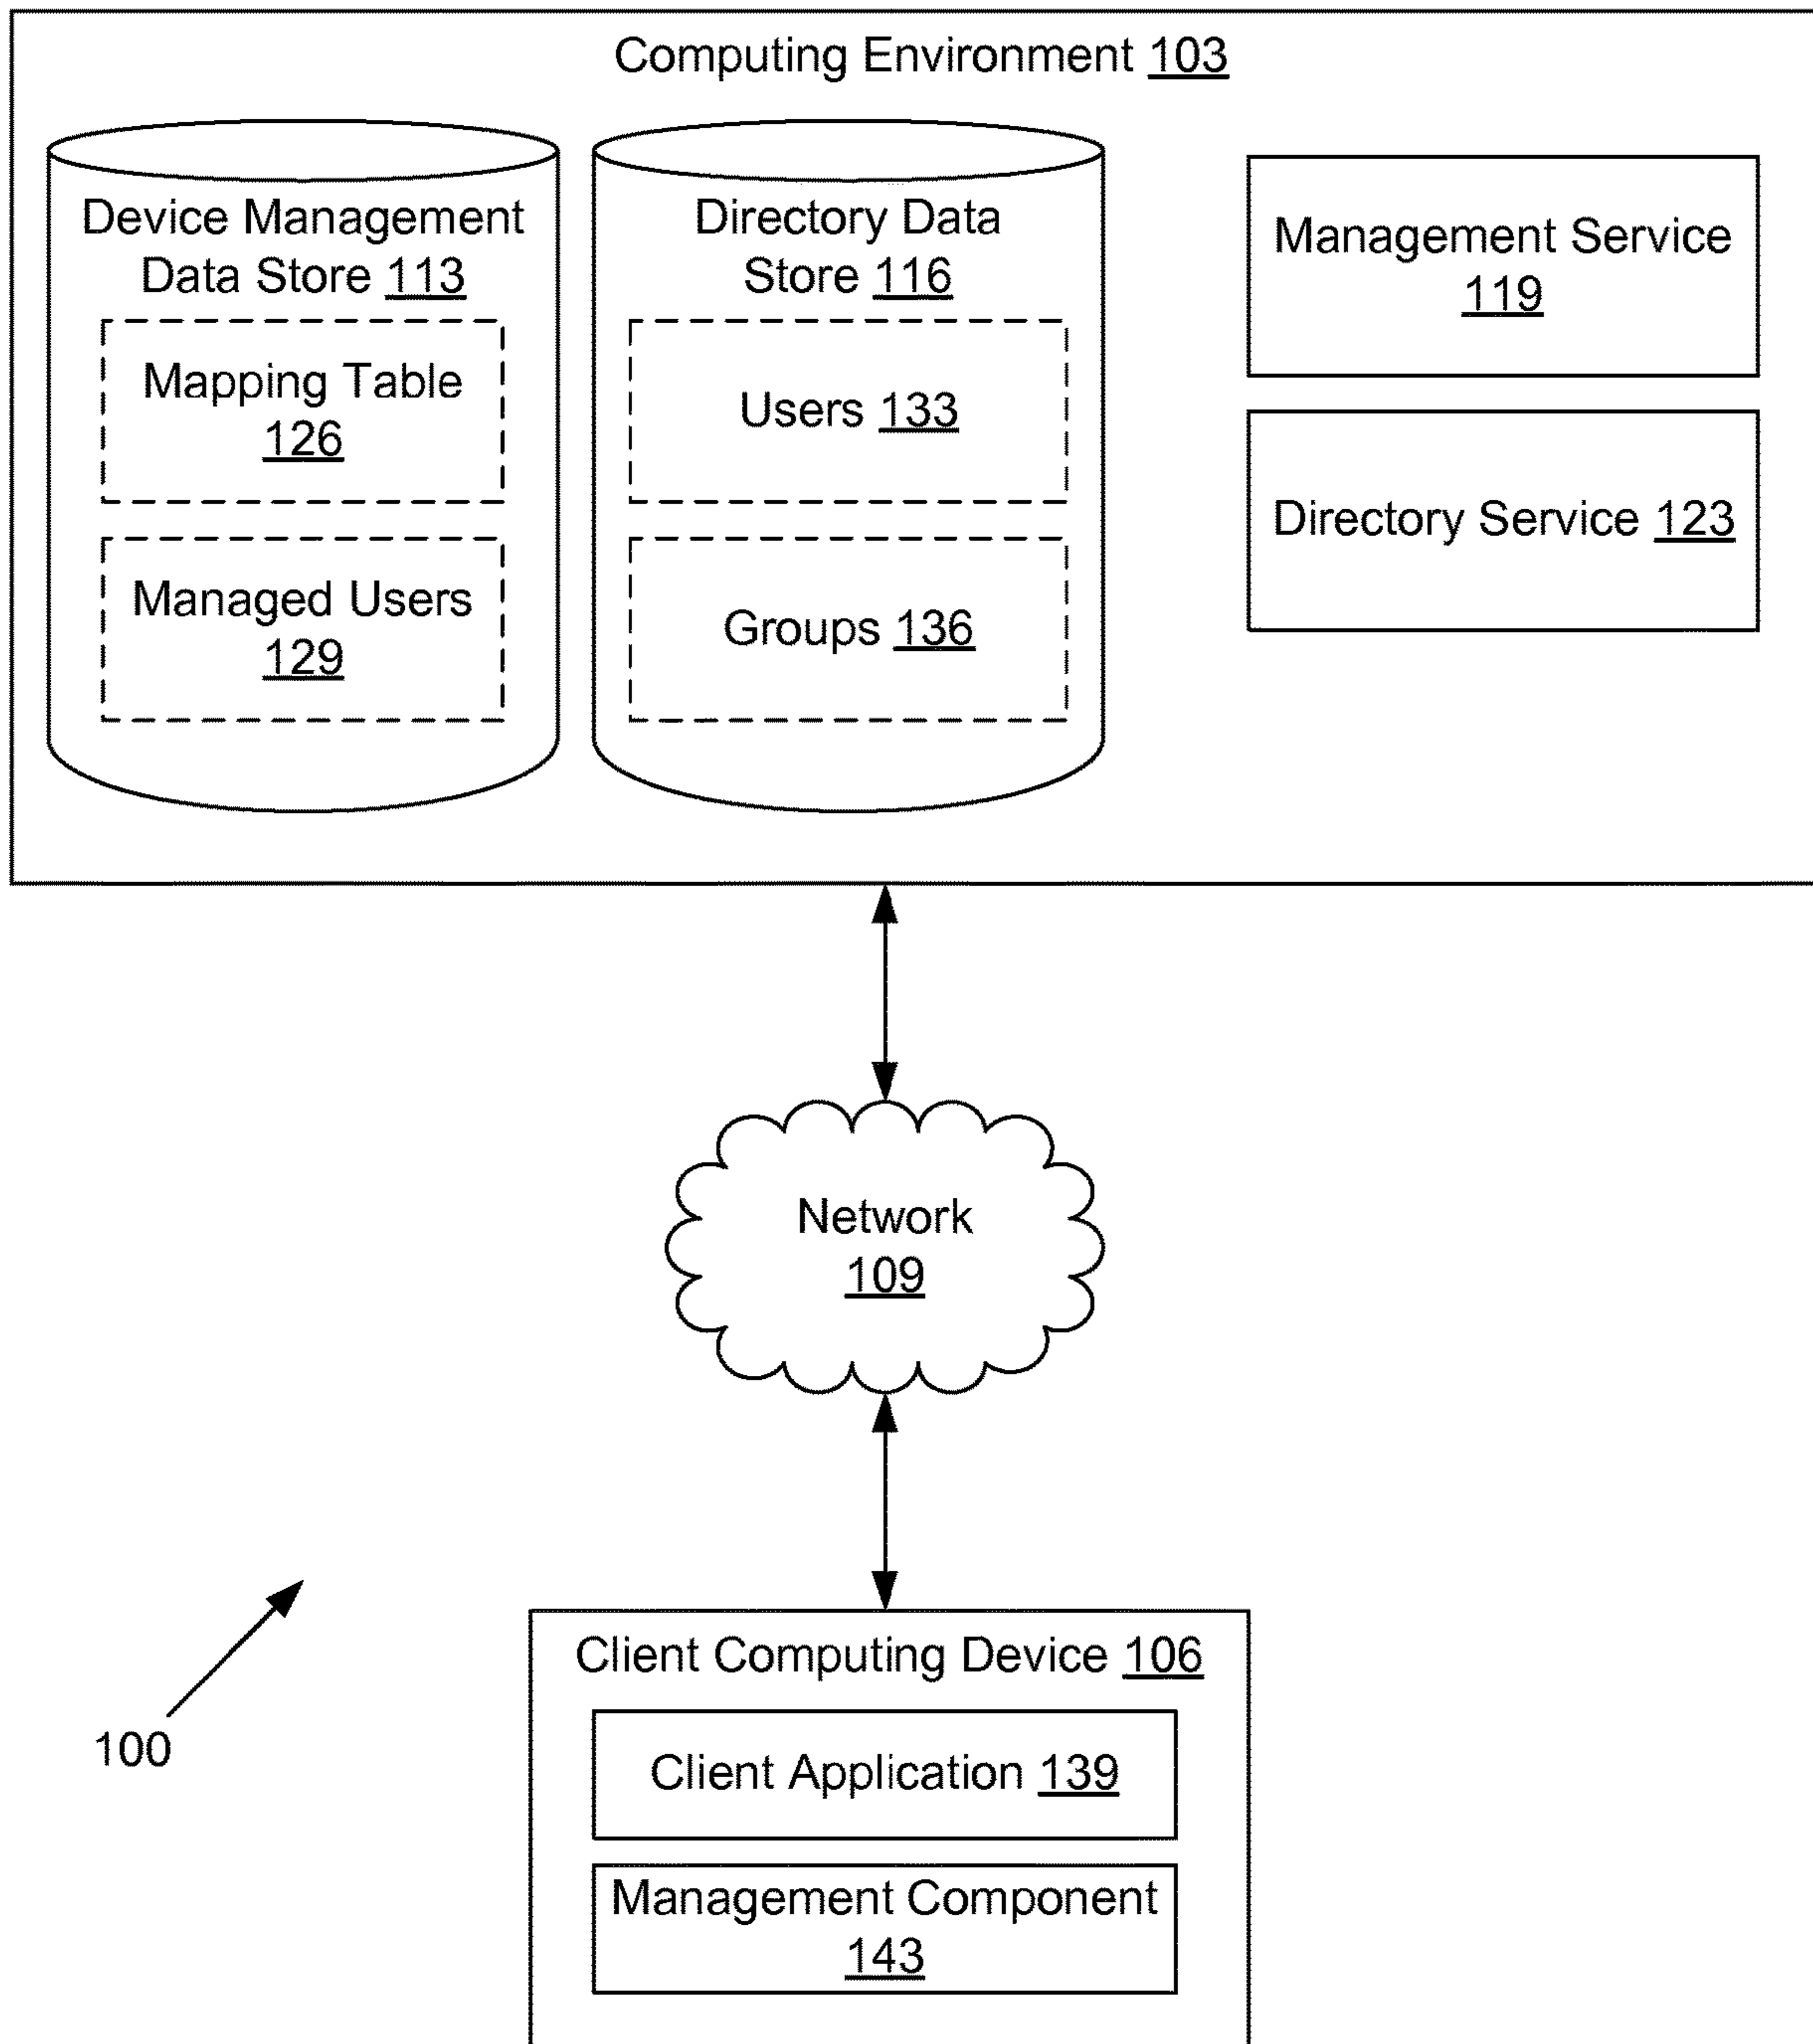 Computing Environment 103
Device Management
Data Store 113
Mapping Table
126
Managed Users
129
Directory Data
Store 116
Users 133
Groups 136
Management Service
119
Directory Service 123
Network
109
100
Client Computing Device 106
Client Application 139
Management Component
143